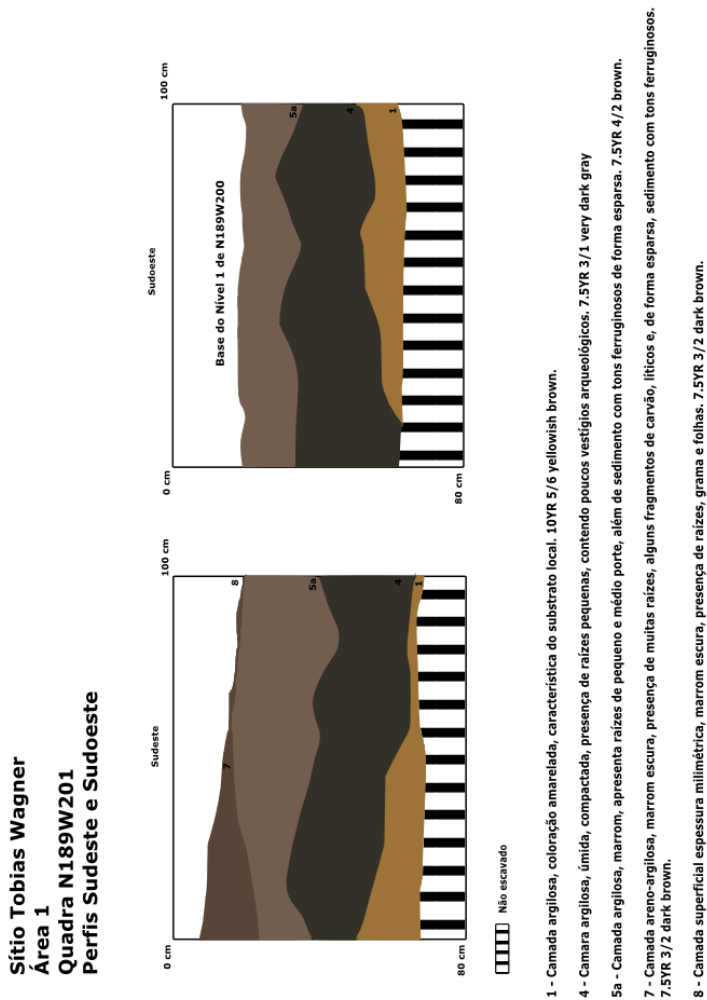 Sítio Tobias Wagner
Área 1
Quadra N189W201
Perfis Sudeste e Sudoeste
Sudeste
0 cm
100 cm
80 cm
7
8
5a
4
1
Sudoeste
0 cm
100 cm
80 cm
Base do Nível 1 de N189W200
5a
4
1
Não escavado
1 - Camada argilosa, coloração amarelada, característica do substrato local. 10YR 5/6 yellowish brown.
4 - Camara argilosa, úmida, compactada, presença de raízes pequenas, contendo poucos vestígios arqueológicos. 7.5YR 3/1 very dark gray
5a - Camada argilosa, marrom, apresenta raízes de pequeno e médio porte, além de sedimento com tons ferruginosos de forma esparsa. 7.5YR 4/2 brown.
7 - Camada areno-argilosa, marrom escura, presença de muitas raízes, alguns fragmentos de carvão, líticos e, de forma esparsa, sedimento com tons ferruginosos.
7.5YR 3/2 dark brown.
8 - Camada superficial espessura milimétrica, marrom escura, presença de raízes, grama e folhas. 7.5YR 3/2 dark brown.